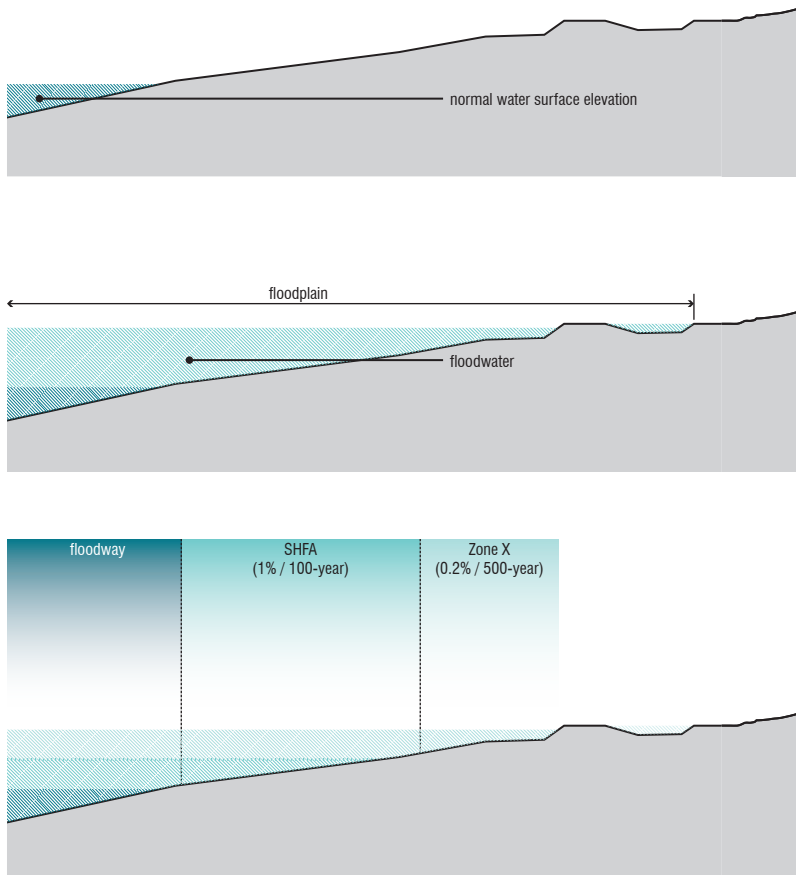 normal water surface elevation
floodplain
floodwater
floodway
SHFA
(1% / 100-year)
Zone X
(0.2% / 500-year)